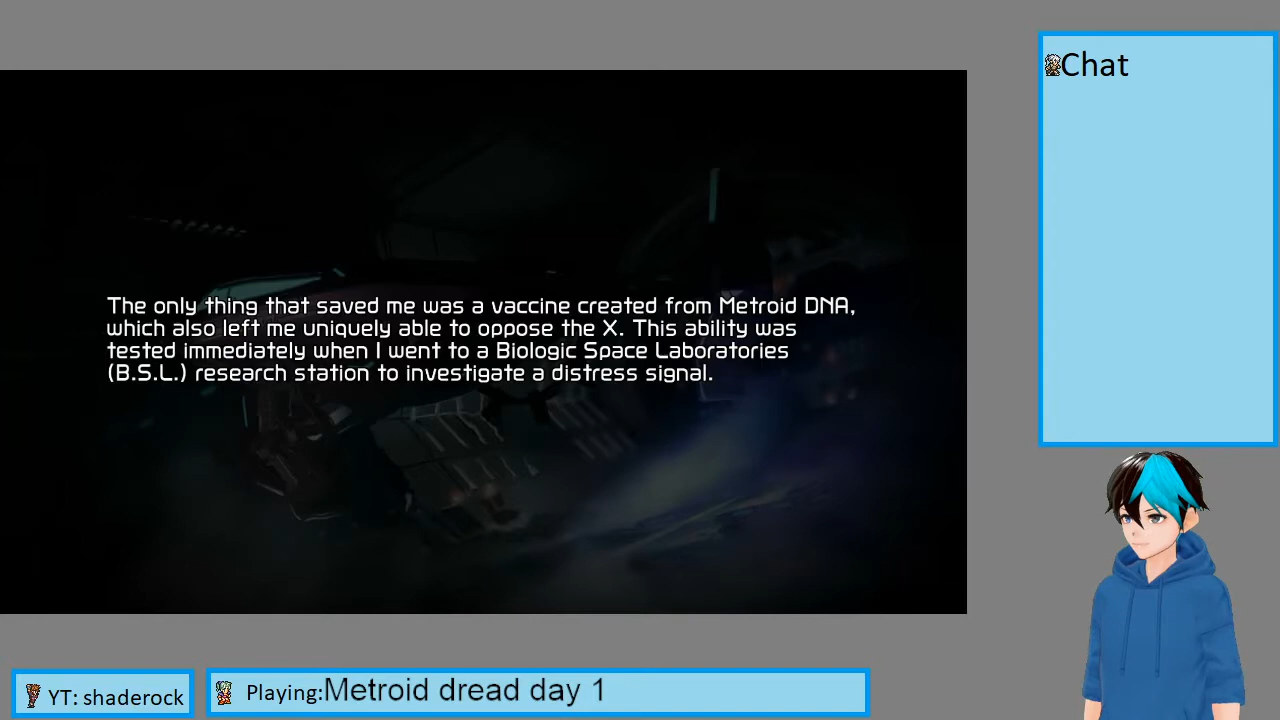 Chat
The only thing that saved me was a vaccine created from Metroid DNA,
which also left me uniquely able to oppose the X. This ability was
tested immediately when I went to a Biologic Space Laboratories
(B.S.L.) research station to investigate a distress signal.
YT: shaderock
Playing:Metroid dread day 1